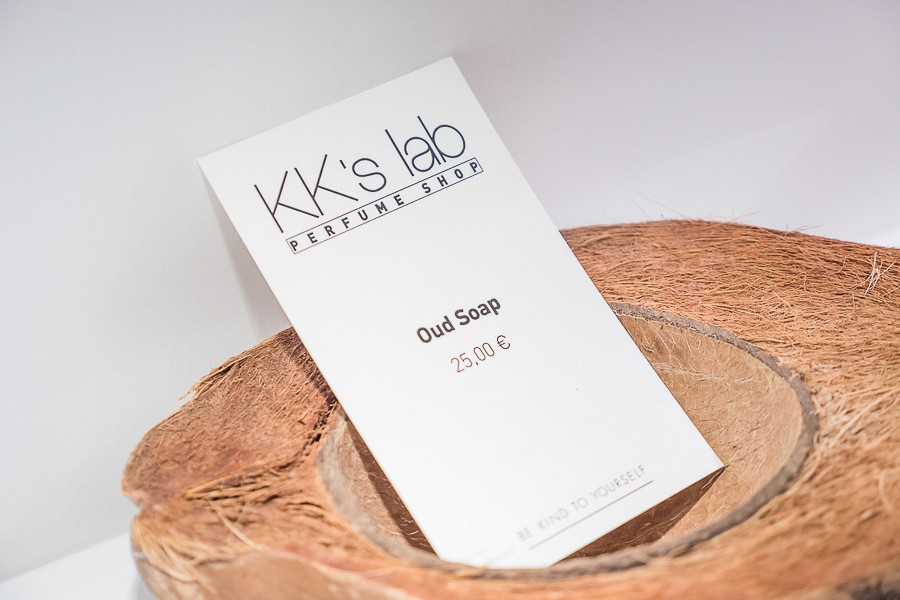 KK's lab
PERFUME SHOP
Oud Soap
25,00 €
BE KIND TO YOURSELF